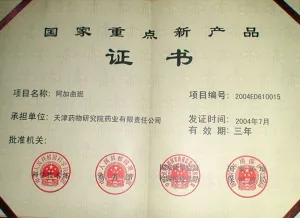 国家重点新产品
证书
项目名称：阿加曲班
项目编号：2004ED610015
承担单位：天津药物研究院药业有限责任公司
发证时间：2004年7月
有效期：三年
批准机关：